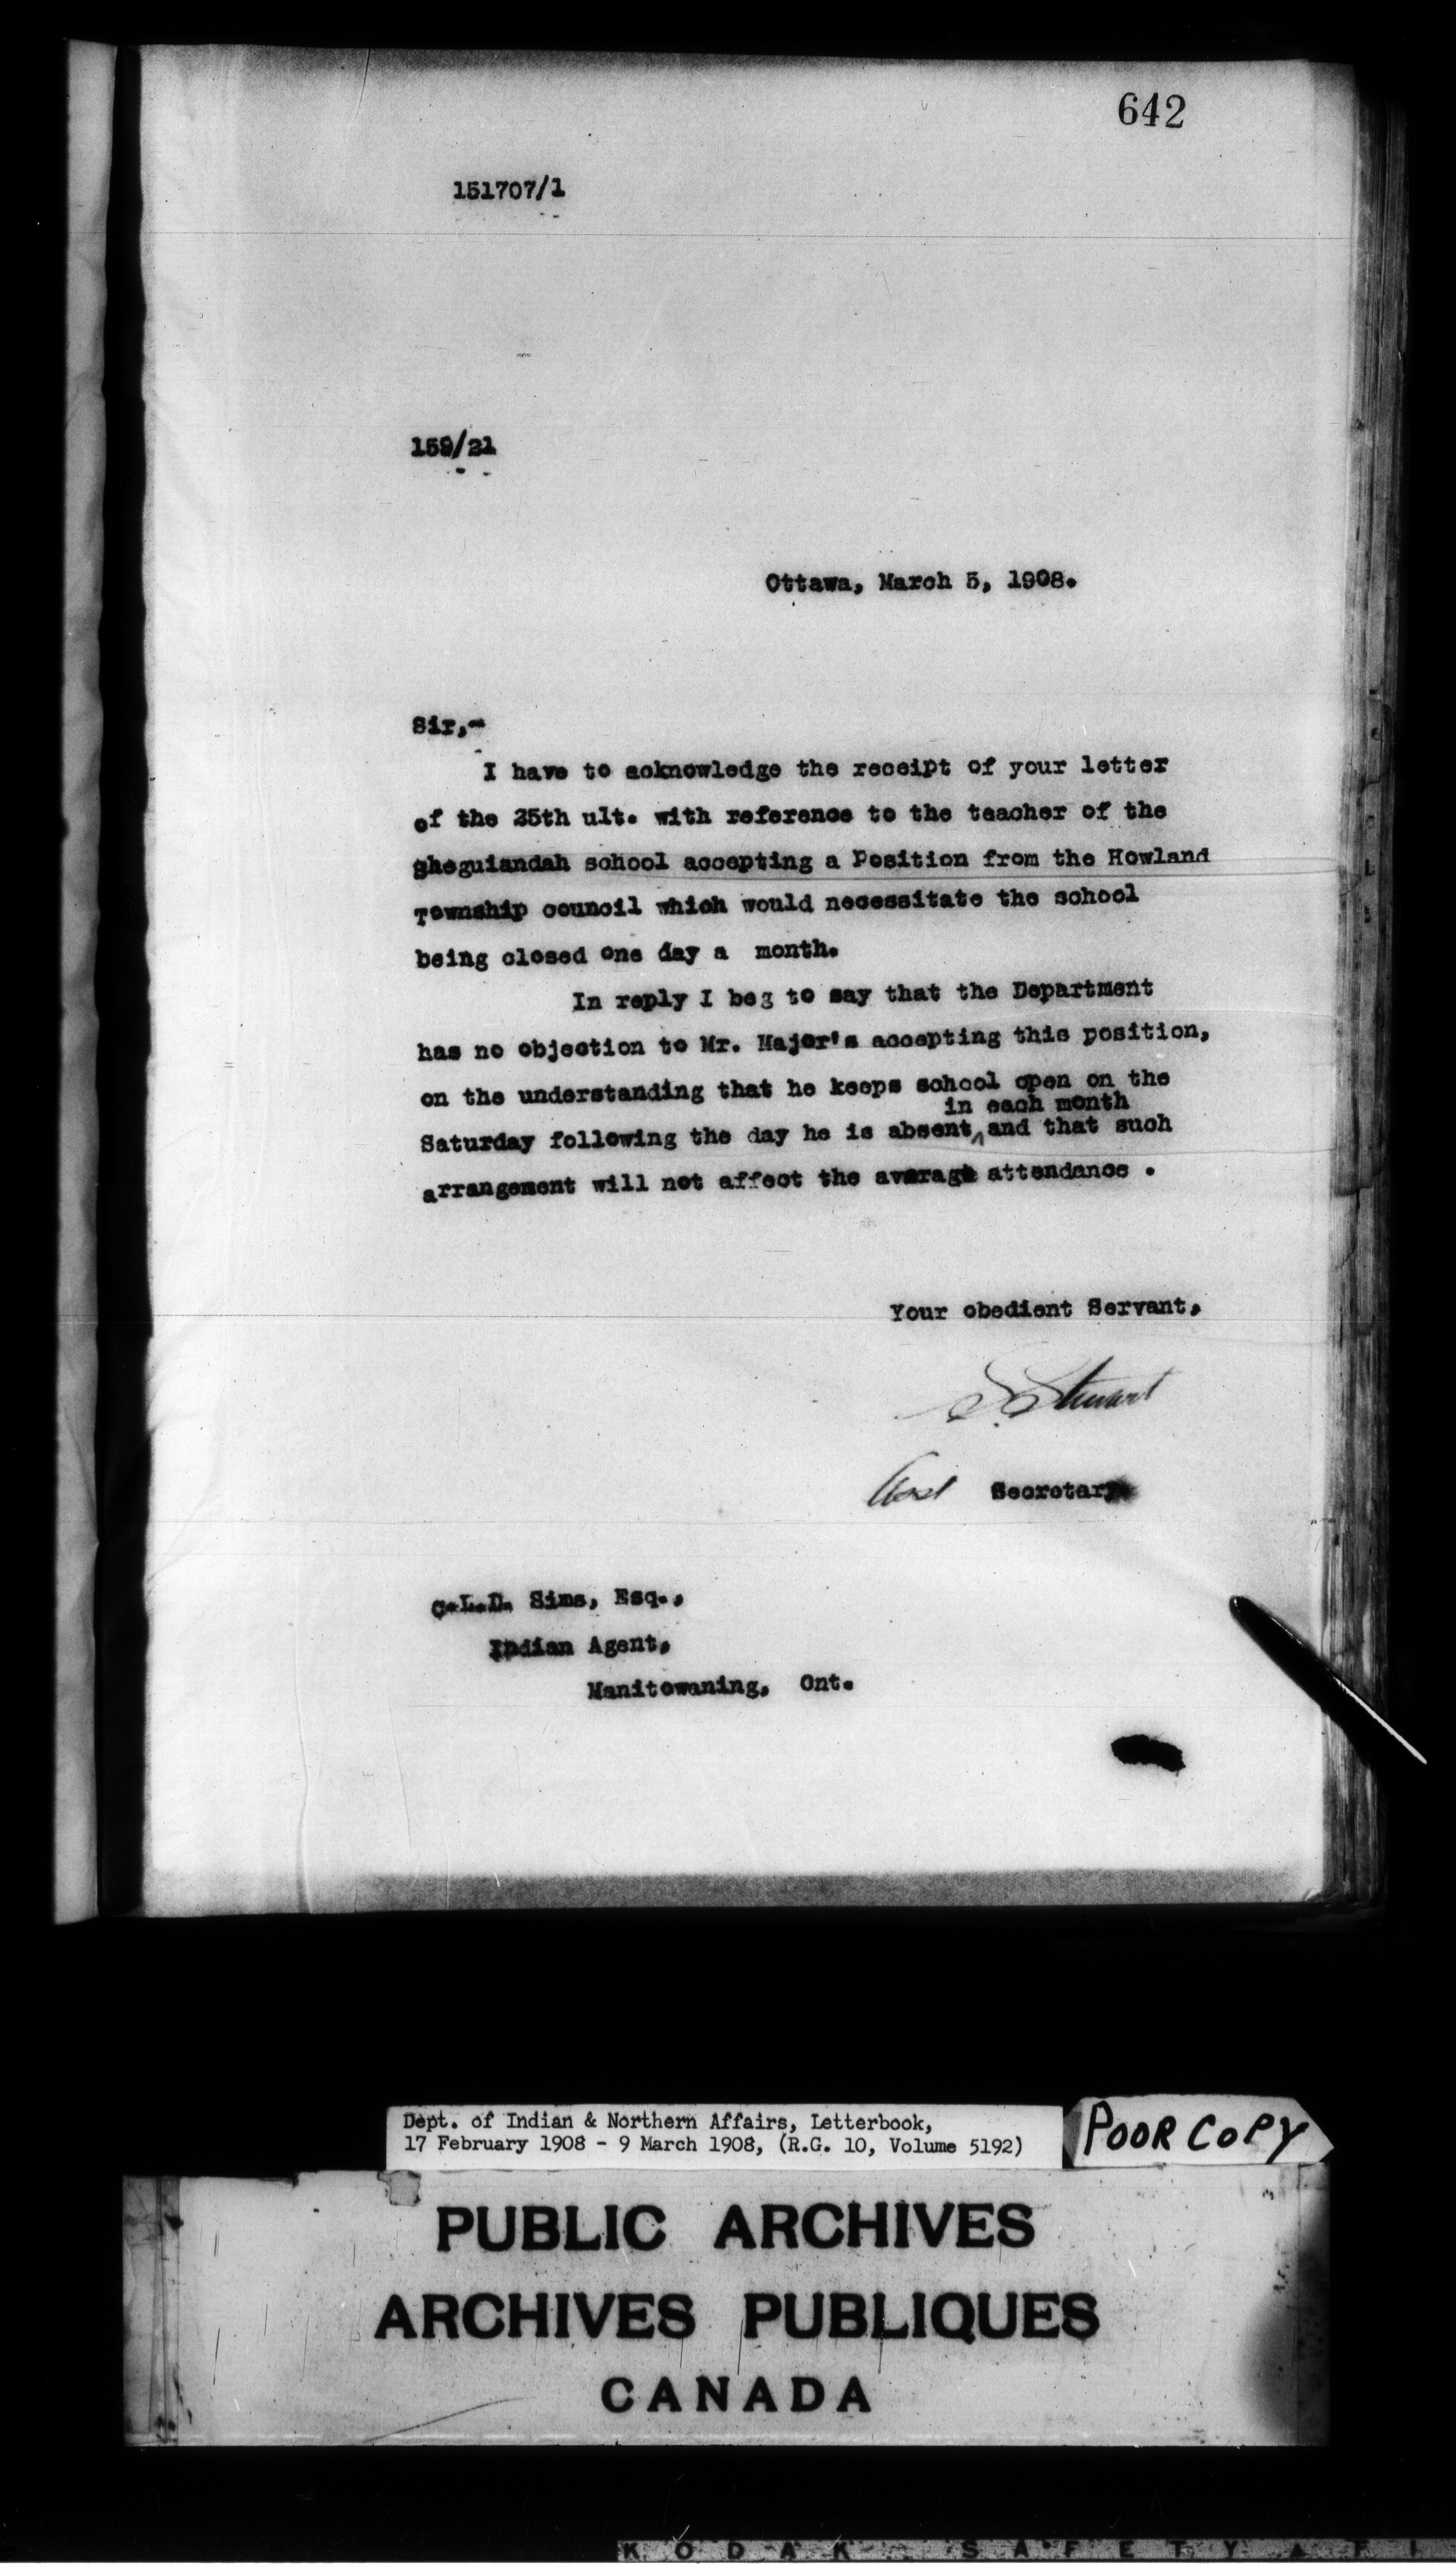 642
151707/1
159/21
Ottawa, March 5, 1908.
Sir,-
I have to acknowledge the receipt of your letter
of the 25th ult. with reference to the teacher of the
Sheguiandah school accepting a Position from the Howland
Township council which would necessitate the school
being closed one day a month.
In reply I beg to say that the Department
has no objection to Mr. Major's accepting this position,
on the understanding that he keeps school open on the
in each month
Saturday following the day he is absent, and that such
arrangement will not affect the average attendance .
Your obedient Servant,
S. Stewart
Asst Secretary
C.L.D. Sims, Esq.,
Indian Agent,
Manitowaning, Ont.
Dept. of Indian & Northern Affairs, Letterbook,
17 February 1908 - 9 March 1908, (R.G. 10, Volume 5192)
POOR COPY
PUBLIC ARCHIVES
ARCHIVES PUBLIQUES
CANADA
KODAK SAFETY